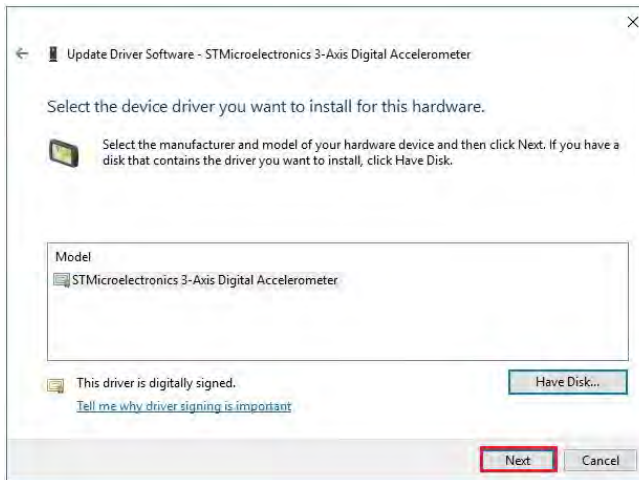 Update Driver Software - STMicroelectronics 3-Axis Digital Accelerometer
Select the device driver you want to install for this hardware.
Select the manufacturer and model of your hardware device and then click Next. If you have a
disk that contains the driver you want to install, click Have Disk.
Model
STMicroelectronics 3-Axis Digital Accelerometer
This driver is digitally signed.
Have Disk...
Tell me why driver signing is important
Next
Cancel